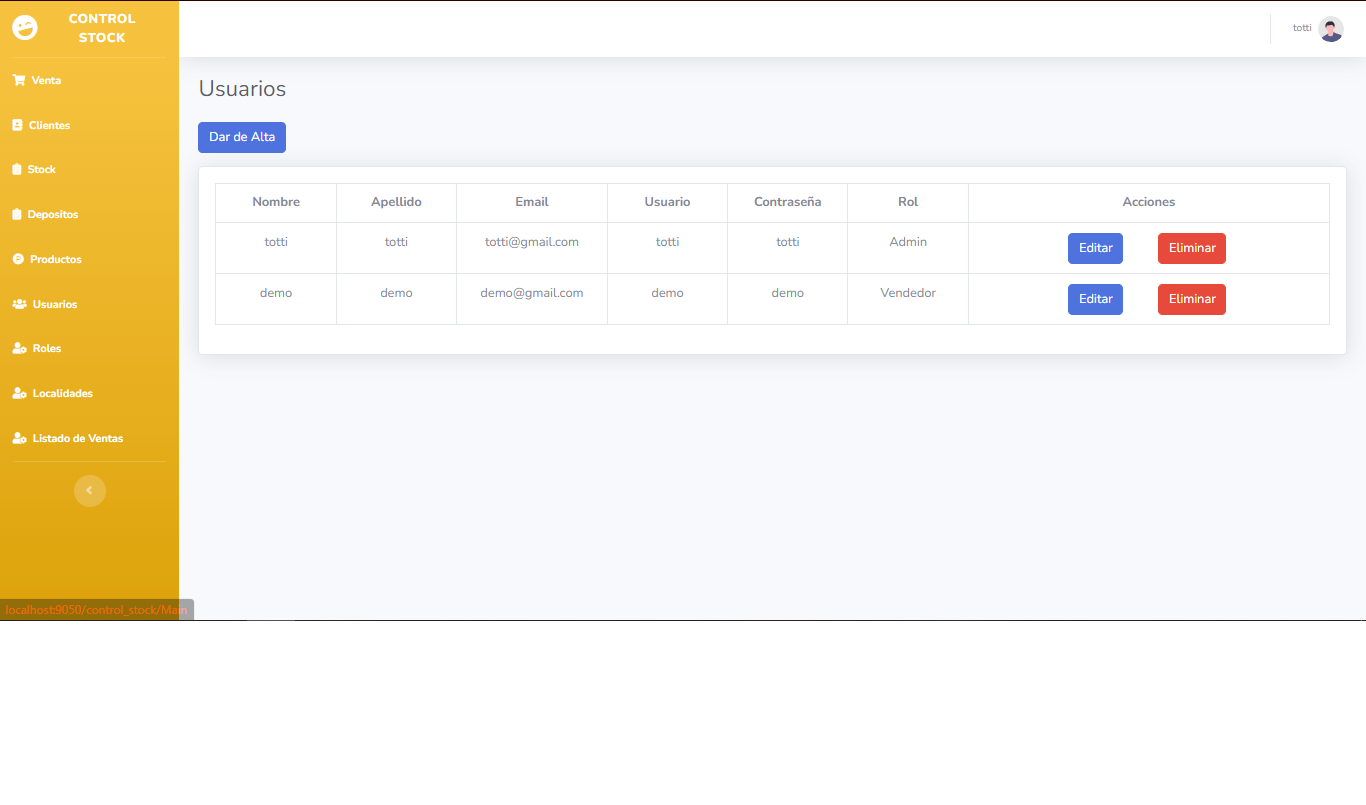 CONTROL
STOCK
totti
Venta
Clientes
Stock
Depositos
Productos
Usuarios
Roles
Localidades
Listado de Ventas
localhost:9050/control_stock/Main
Usuarios
Dar de Alta
Nombre Apellido Email Usuario Contraseña Rol Acciones
totti totti totti@gmail.com totti totti Admin Editar Eliminar
demo demo demo@gmail.com demo demo Vendedor Editar Eliminar